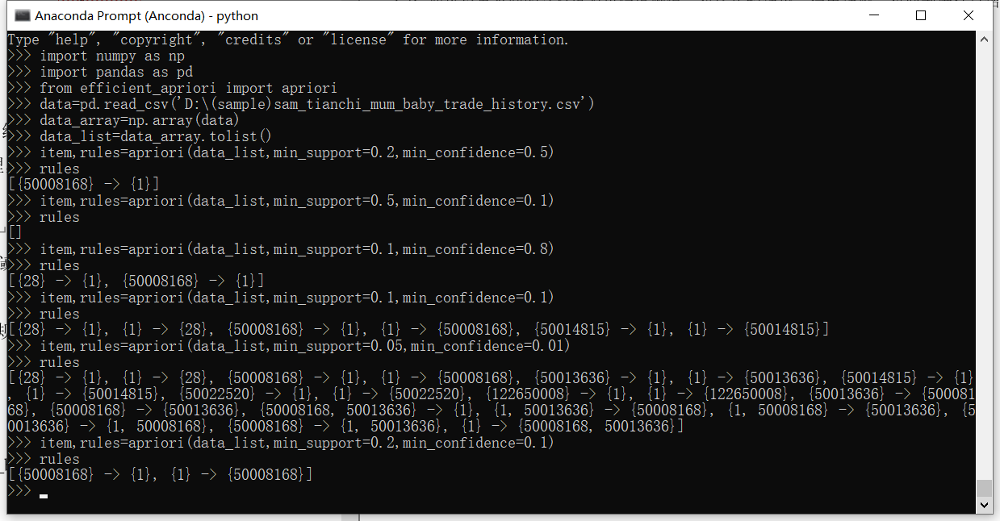 Anaconda Prompt (Anconda) - python
Type "help", "copyright", "credits" or "license" for more information.
>>> import numpy as np
>>> import pandas as pd
>>> from efficient_apriori import apriori
>>> data=pd.read_csv('D:\(sample)sam_tianchi_mum_baby_trade_history.csv')
>>> data_array=np.array(data)
>>> data_list=data_array.tolist()
>>> item,rules=apriori(data_list,min_support=0.2,min_confidence=0.5)
>>> rules
[{50008168} -> {1}]
>>> item,rules=apriori(data_list,min_support=0.5,min_confidence=0.1)
>>> rules
[]
>>> item,rules=apriori(data_list,min_support=0.1,min_confidence=0.8)
>>> rules
[{28} -> {1}, {50008168} -> {1}]
>>> item,rules=apriori(data_list,min_support=0.1,min_confidence=0.1)
>>> rules
[{28} -> {1}, {1} -> {28}, {50008168} -> {1}, {1} -> {50008168}, {50014815} -> {1}, {1} -> {50014815}]
>>> item,rules=apriori(data_list,min_support=0.05,min_confidence=0.01)
>>> rules
[{28} -> {1}, {1} -> {28}, {50008168} -> {1}, {1} -> {50008168}, {50013636} -> {1}, {1} -> {50013636}, {50014815} -> {1}
, {1} -> {50014815}, {50022520} -> {1}, {1} -> {50022520}, {122650008} -> {1}, {1} -> {122650008}, {50013636} -> {500081
68}, {50008168} -> {50013636}, {50008168, 50013636} -> {1}, {1, 50013636} -> {50008168}, {1, 50008168} -> {50013636}, {5
0013636} -> {1, 50008168}, {50008168} -> {1, 50013636}, {1} -> {50008168, 50013636}]
>>> item,rules=apriori(data_list,min_support=0.2,min_confidence=0.1)
>>> rules
[{50008168} -> {1}, {1} -> {50008168}]
>>>